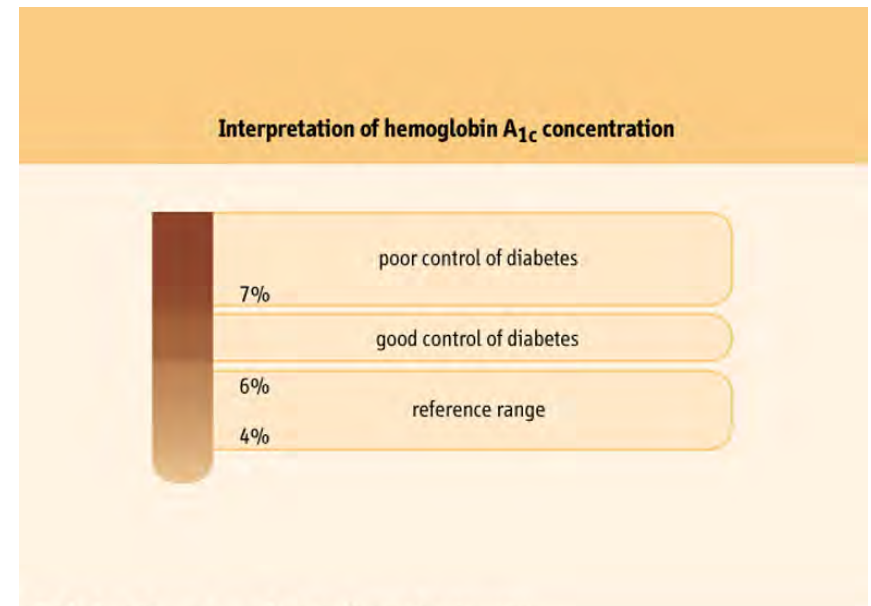 Interpretation of hemoglobin A1c concentration
poor control of diabetes
7%
good control of diabetes
6%
reference range
4%